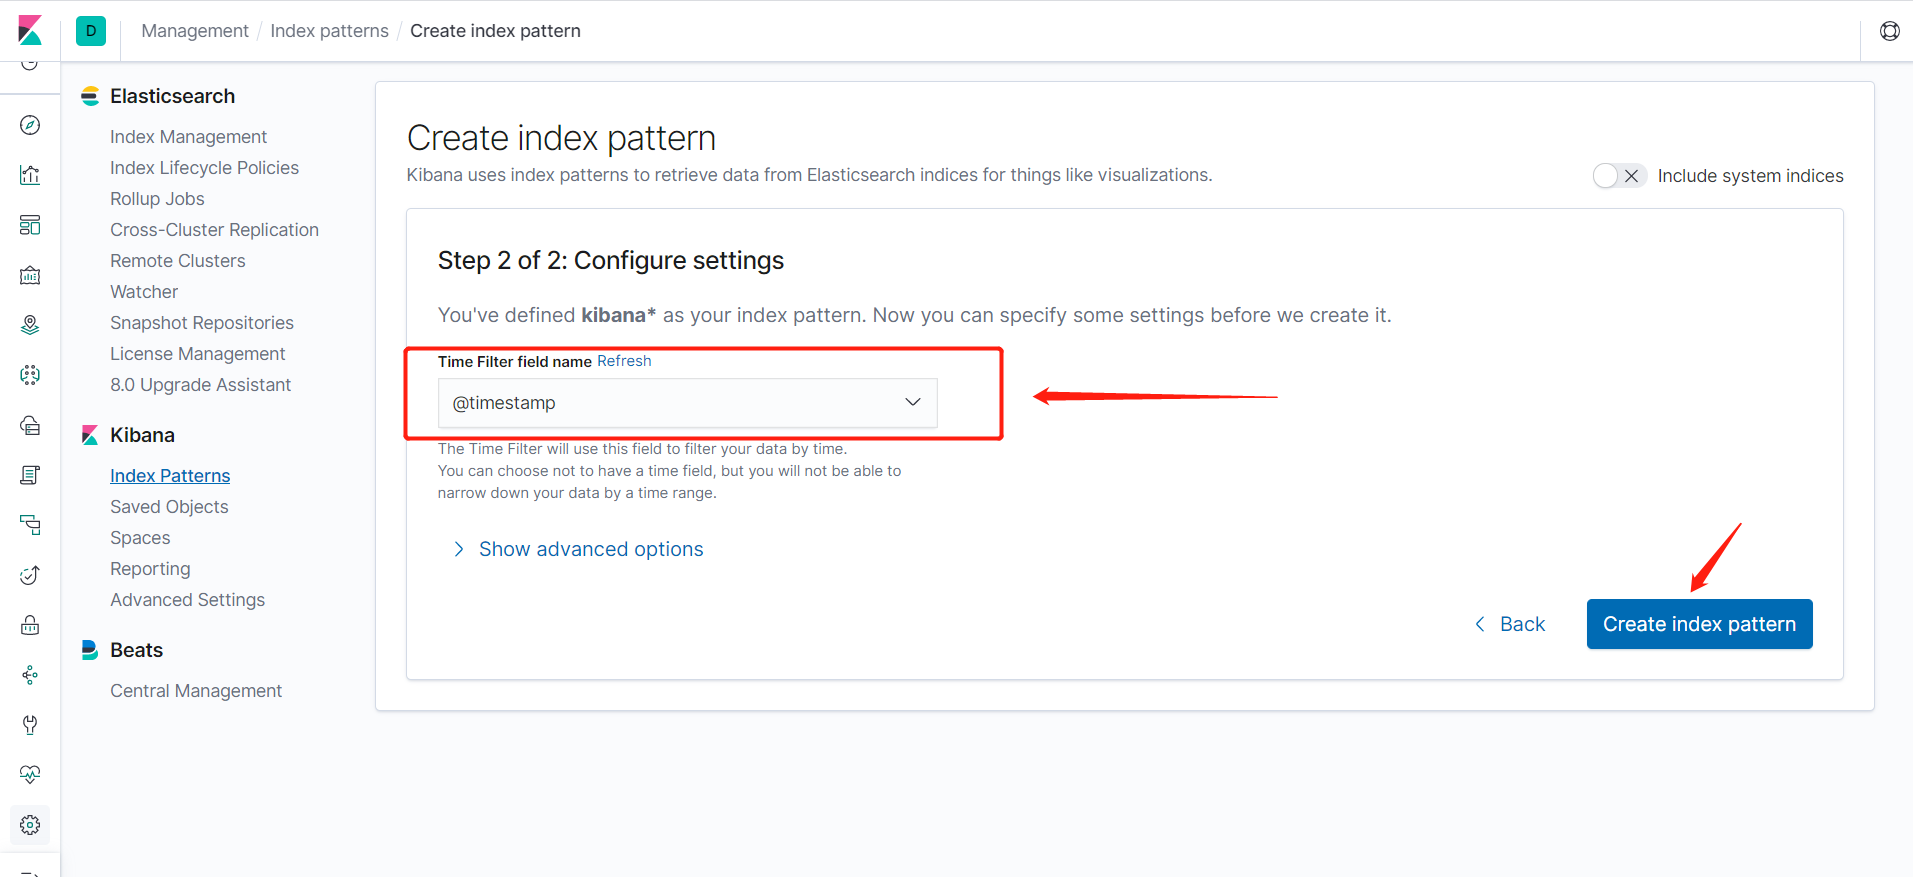 D
Management / Index patterns / Create index pattern
Elasticsearch
Index Management
Index Lifecycle Policies
Rollup Jobs
Cross-Cluster Replication
Remote Clusters
Watcher
Snapshot Repositories
License Management
8.0 Upgrade Assistant
Kibana
Index Patterns
Saved Objects
Spaces
Reporting
Advanced Settings
Beats
Central Management
Create index pattern
Kibana uses index patterns to retrieve data from Elasticsearch indices for things like visualizations.
Include system indices
Step 2 of 2: Configure settings
You've defined kibana* as your index pattern. Now you can specify some settings before we create it.
Time Filter field name Refresh
@timestamp
The Time Filter will use this field to filter your data by time.
You can choose not to have a time field, but you will not be able to
narrow down your data by a time range.
Show advanced options
Back
Create index pattern